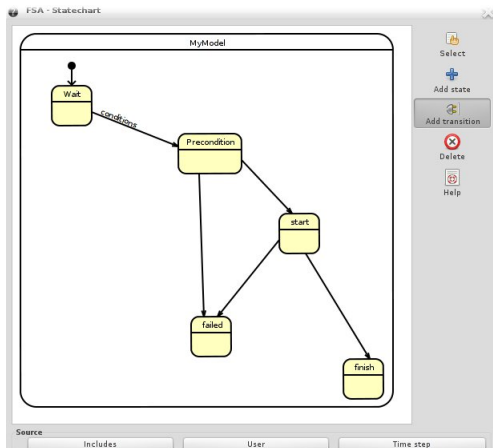 FSA - Statechart
MyModel
Select
Wait
Add state
conditions
Add transition
Precondition
Delete
Help
start
failed
finish
Source
Includes
User
Time step